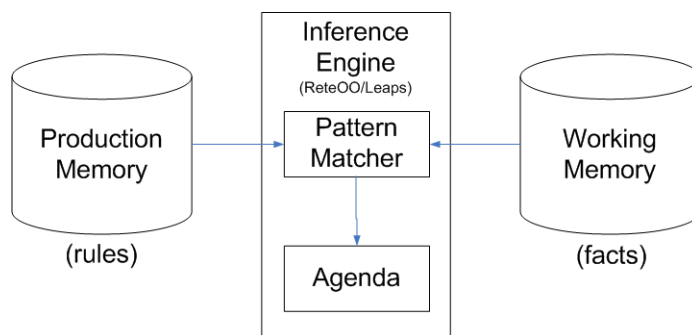 Production
Memory
(rules)
Inference
Engine
(ReteOO/Leaps)
Pattern
Matcher
Agenda
Working
Memory
(facts)